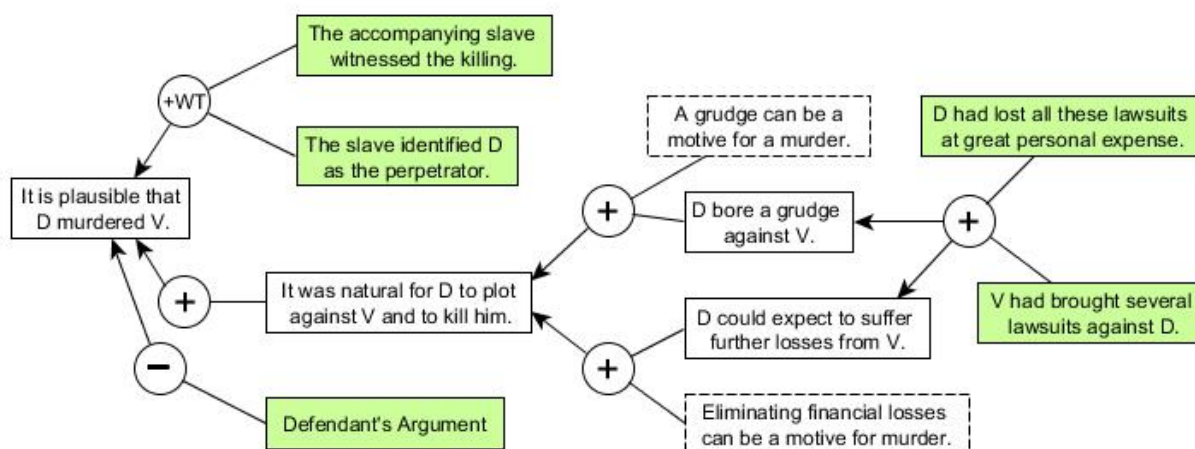 The accompanying slave
witnessed the killing.
+WT
A grudge can be a
motive for a murder.
D had lost all these lawsuits
at great personal expense.
The slave identified D
as the perpetrator.
It is plausible that
D murdered V.
+
D bore a grudge
against V.
+
It was natural for D to plot
against V and to kill him.
+
V had brought several
lawsuits against D.
D could expect to suffer
further losses from V.
−
+
Defendant's Argument
Eliminating financial losses
can be a motive for murder.